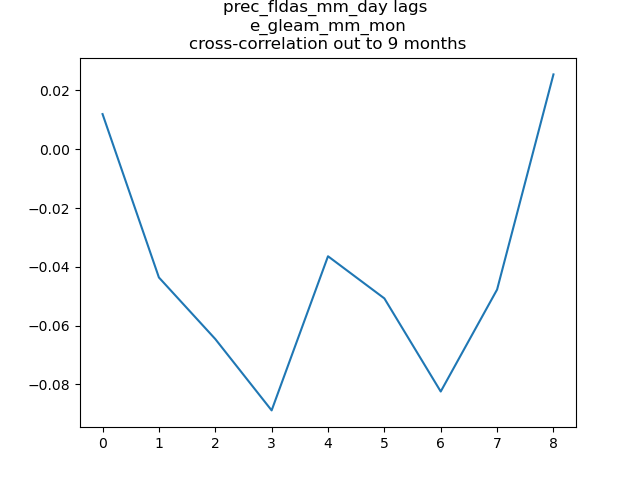 prec_fldas_mm_day lags
e_gleam_mm_mon
cross-correlation out to 9 months
0.02
0.00
−0.02
−0.04
−0.06
−0.08
0 1 2 3 4 5 6 7 8